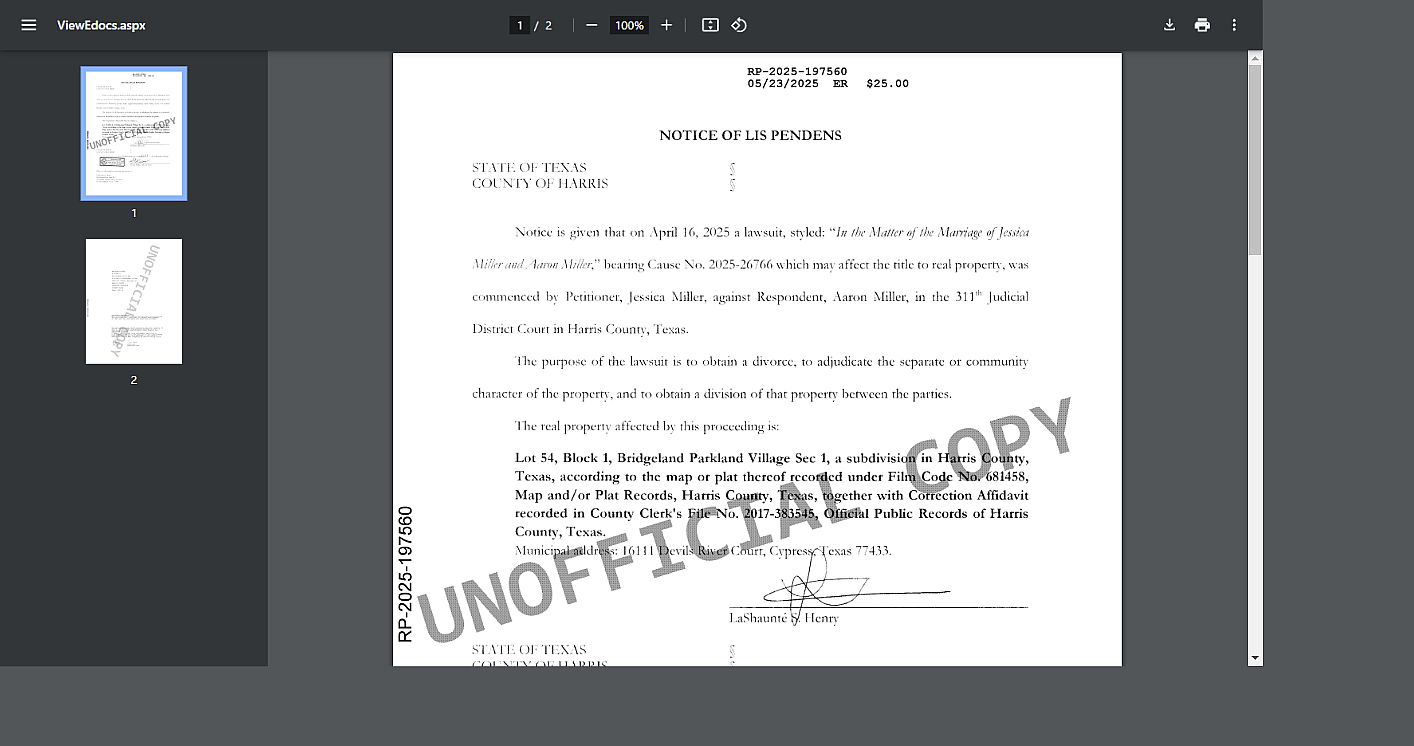 ViewEdocs.aspx
1 / 2
100%
1
2
RP-2025-197560
05/23/2025 ER $25.00
NOTICE OF LIS PENDENS
STATE OF TEXAS §
COUNTY OF HARRIS §
Notice is given that on April 16, 2025 a lawsuit, styled: “In the Matter of the Marriage of Jessica
Miller and Aaron Miller,” bearing Cause No. 2025-26766 which may affect the title to real property, was
commenced by Petitioner, Jessica Miller, against Respondent, Aaron Miller, in the 311th Judicial
District Court in Harris County, Texas.
The purpose of the lawsuit is to obtain a divorce, to adjudicate the separate or community
character of the property, and to obtain a division of that property between the parties.
The real property affected by this proceeding is:
Lot 54, Block 1, Bridgeland Parkland Village Sec 1, a subdivision in Harris County,
Texas, according to the map or plat thereof recorded under Film Code No. 681458,
Map and/or Plat Records, Harris County, Texas, together with Correction Affidavit
recorded in County Clerk's File No. 2017-383545, Official Public Records of Harris
County, Texas.
Municipal address: 16111 Devils River Court, Cypress, Texas 77433.
LaShaunté S. Henry
STATE OF TEXAS §
COUNTY OF HARRIS §
RP-2025-197560
UNOFFICIAL COPY
UNOFFICIAL COPY
UNOFFICIAL COPY